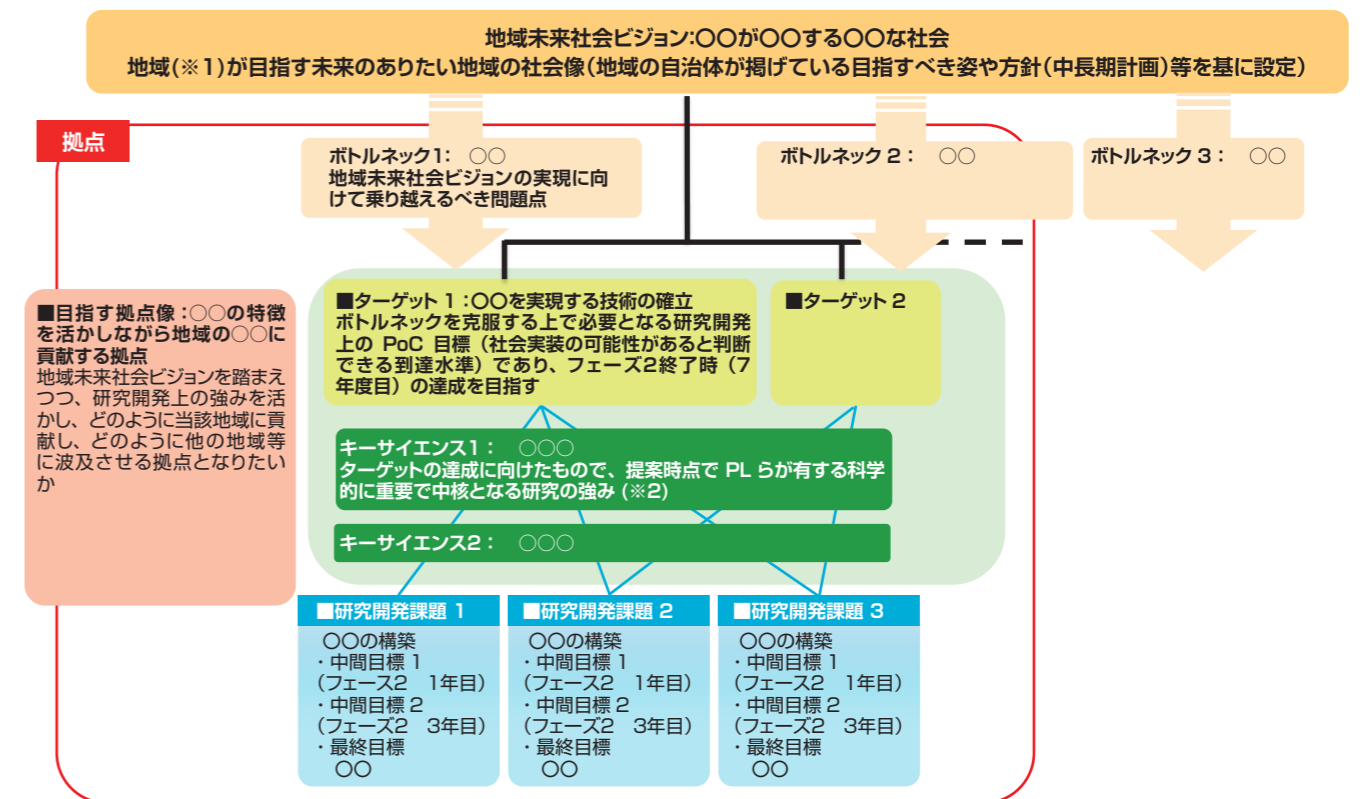 地域未来社会ビジョン:〇〇が〇〇する〇〇な社会
地域(※1)が目指す未来のありたい地域の社会像(地域の自治体が掲げている目指すべき姿や方針(中長期計画)等を基に設定)
拠点
ボトルネック1:　○○
地域未来社会ビジョンの実現に向
けて乗り越えるべき問題点
ボトルネック 2 :　○○
ボトルネック 3 :　○○
■目指す拠点像:○○の特徴
を活かしながら地域の○○に
貢献する拠点
地域未来社会ビジョンを踏まえ
つつ、研究開発上の強みを活
かし、どのように当該地域に貢
献し、どのように他の地域等
に波及させる拠点となりたい
か
■ターゲット 1 :〇〇を実現する技術の確立
ボトルネックを克服する上で必要となる研究開発
上の PoC 目標（社会実装の可能性があると判断
できる到達水準）であり、フェーズ2終了時（7
年度目）の達成を目指す
■ターゲット 2
キーサイエンス1:　○○○
ターゲットの達成に向けたもので、提案時点で PL らが有する科学
的に重要で中核となる研究の強み (※2)
キーサイエンス2:　○○○
■研究開発課題 1
〇〇の構築
・中間目標 1
(フェーズ2　1年目)
・中間目標 2
(フェーズ2　3年目)
・最終目標
〇〇
■研究開発課題 2
〇〇の構築
・中間目標 1
(フェーズ2　1年目)
・中間目標 2
(フェーズ2　3年目)
・最終目標
〇〇
■研究開発課題 3
〇〇の構築
・中間目標 1
(フェーズ2　1年目)
・中間目標 2
(フェーズ2　3年目)
・最終目標
〇〇